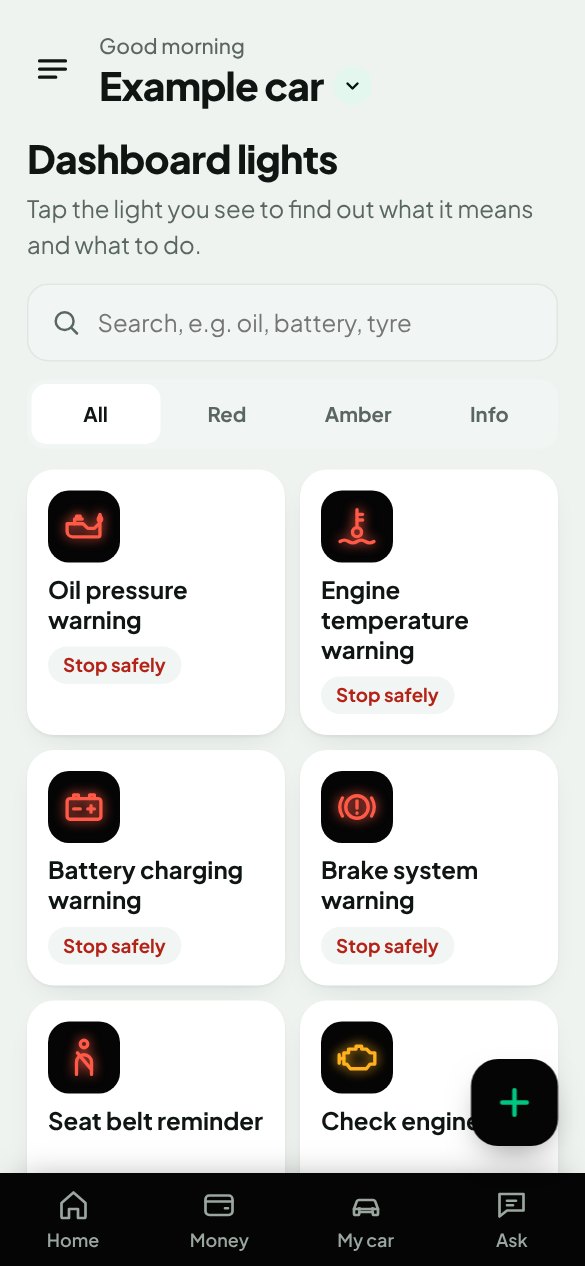 Good morning
Example car
Dashboard lights
Tap the light you see to find out what it means
and what to do.
Search, e.g. oil, battery, tyre
All Red Amber Info
Oil pressure
warning
Stop safely
Engine
temperature
warning
Stop safely
Battery charging
warning
Stop safely
Brake system
warning
Stop safely
Seat belt reminder
Check engine
Home Money My car Ask